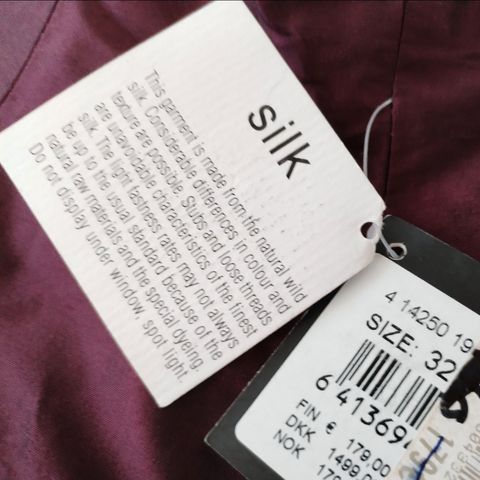 silk
This garment is made from the natural wild
silk. Considerable differences in colour and
texture are possible. Slubs and loose threads
are unavoidable characteristics of the finest
silk. The light fastness rates may not always
be up to the usual standard because of the
natural raw materials and the special dyeing.
Do not display under window, spot light.
4 14250 19
SIZE: 32
6 41369
FIN € 179,00
DKK 1499,0
NOK 179